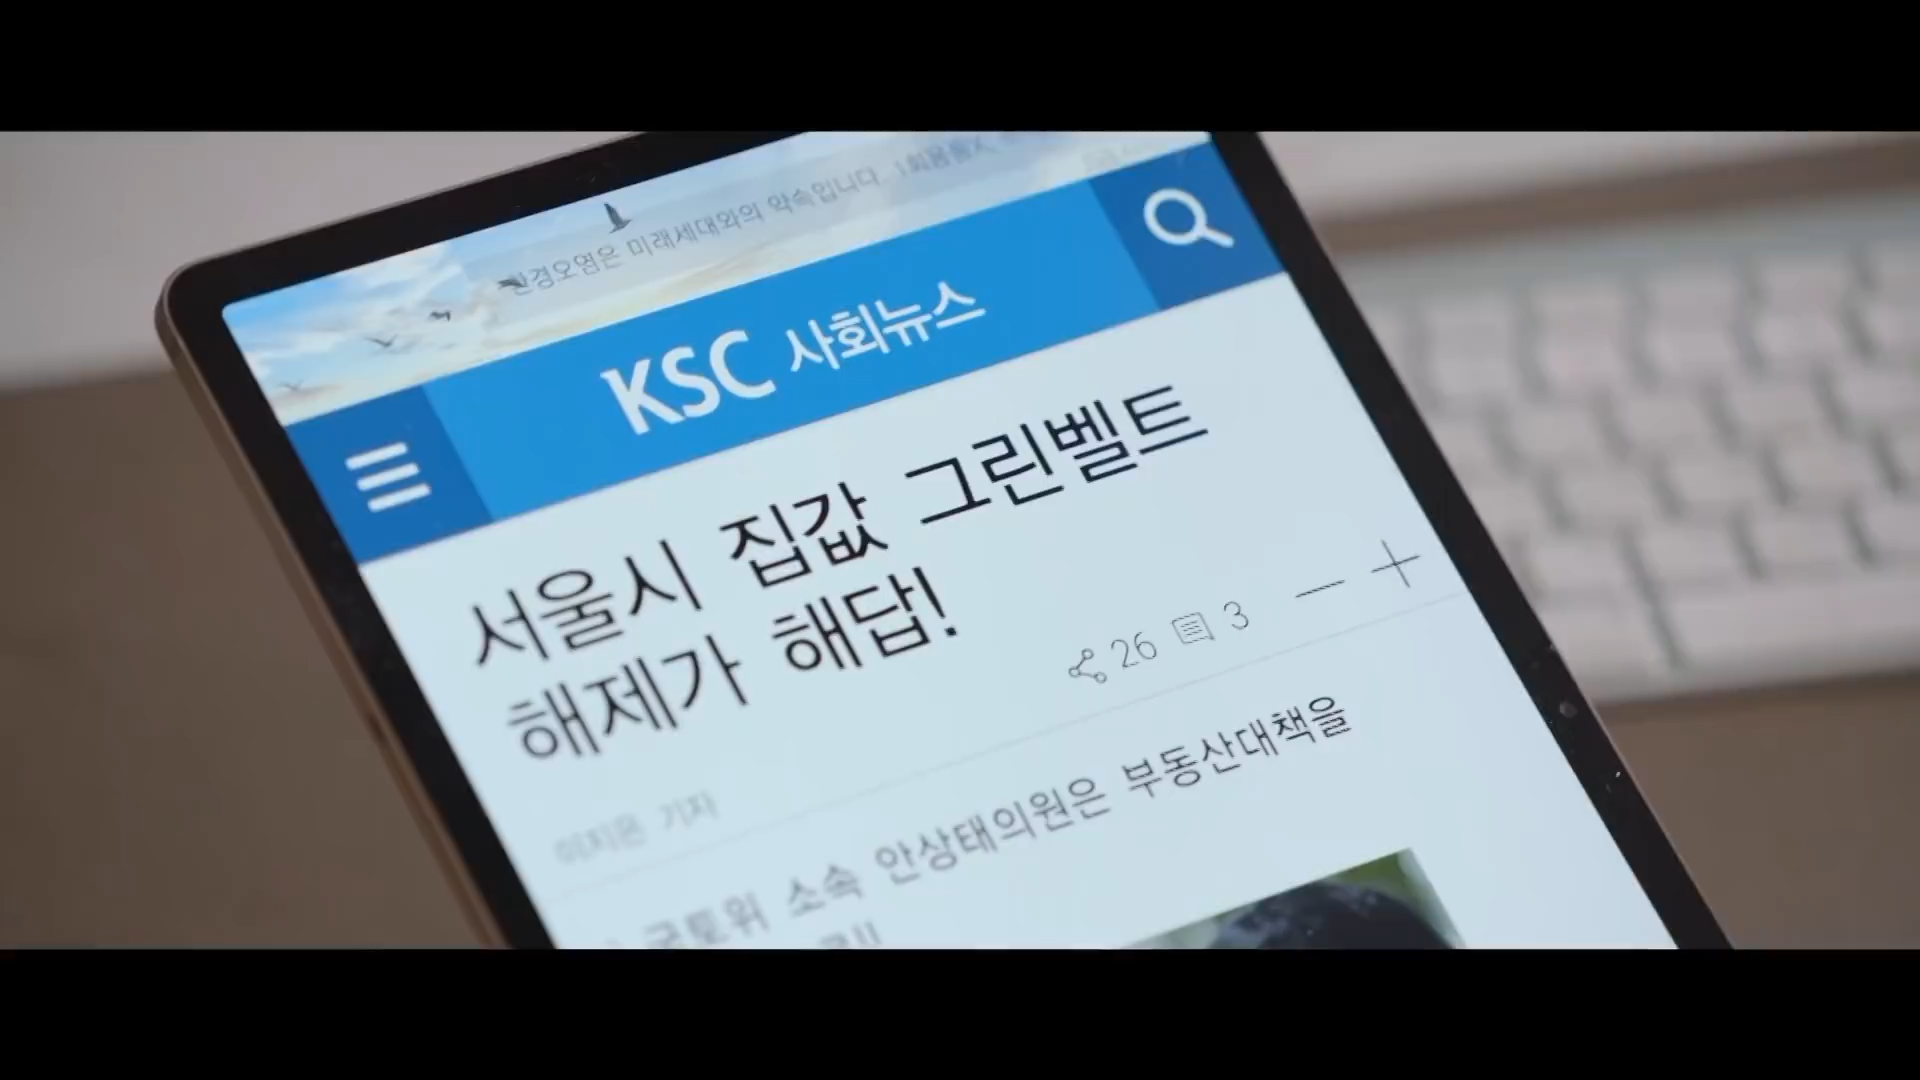 환경오염은 미래세대와의 약속입니다.
KSC 사회뉴스
서울시 집값 그린벨트
해제가 해답!
26 3
이지은 기자
국토위 소속 안상태의원은 부동산대책을